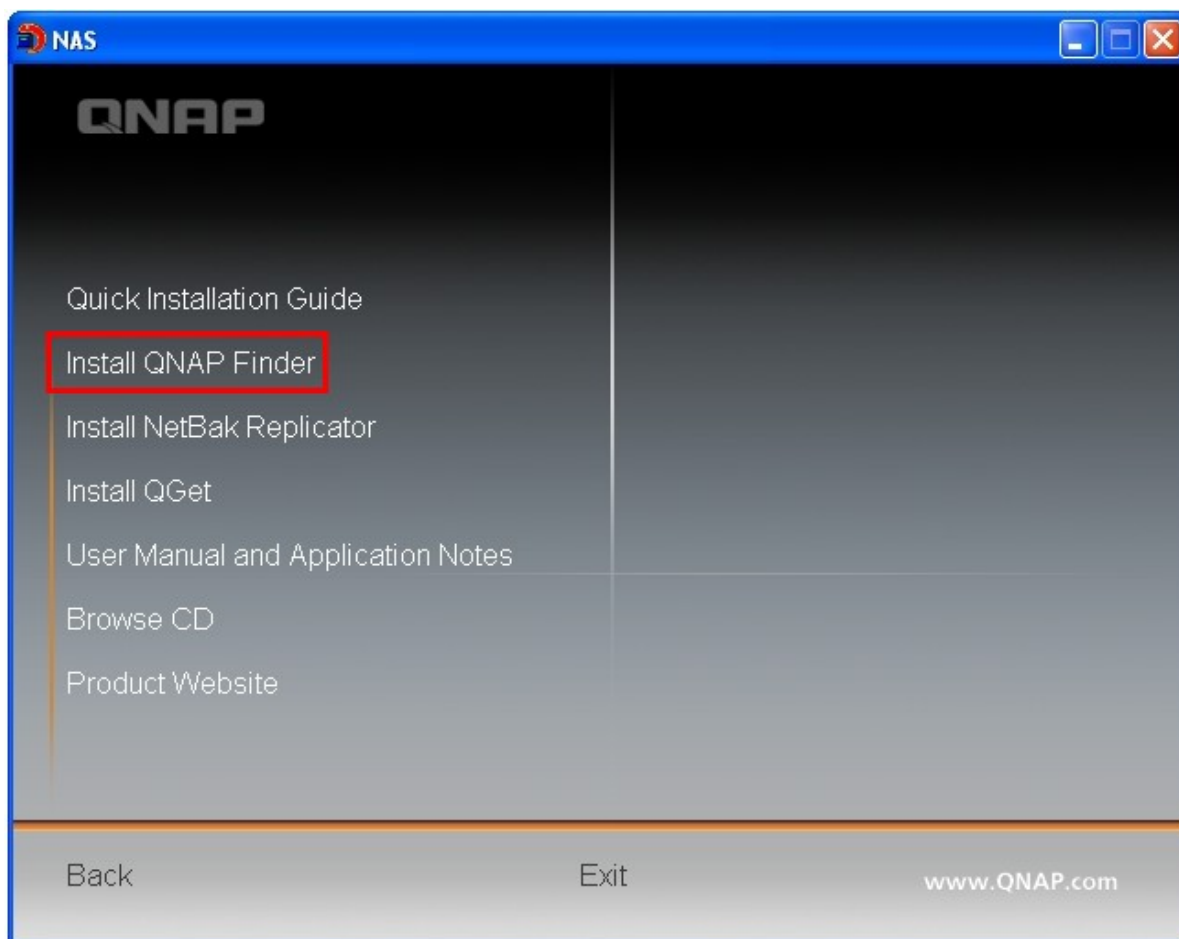 NAS
QNAP
Quick Installation Guide
Install QNAP Finder
Install NetBak Replicator
Install QGet
User Manual and Application Notes
Browse CD
Product Website
Back Exit www.QNAP.com